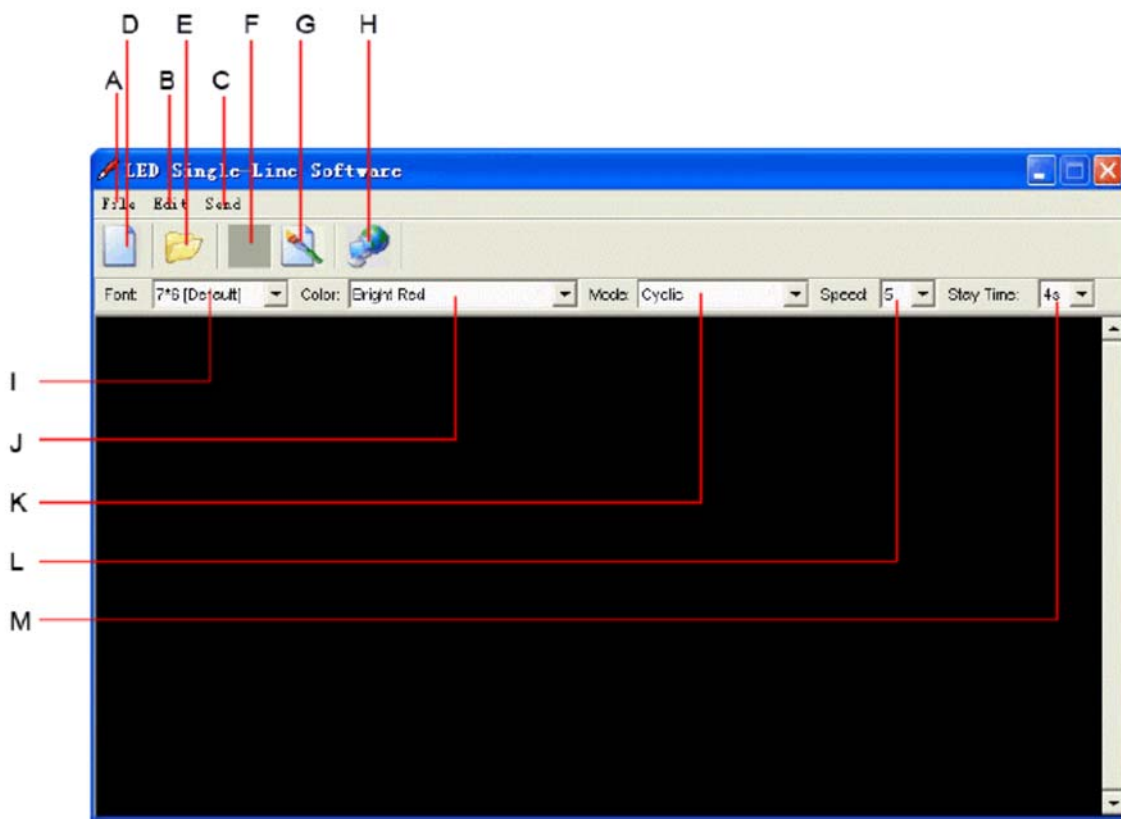 D E F G H
A B C
LED Single-Line Software
File Edit Send
Font: 7*6 [Default] Color: Bright Red Mode: Cyclic Speed: 5 Stay Time: 4s
I
J
K
L
M